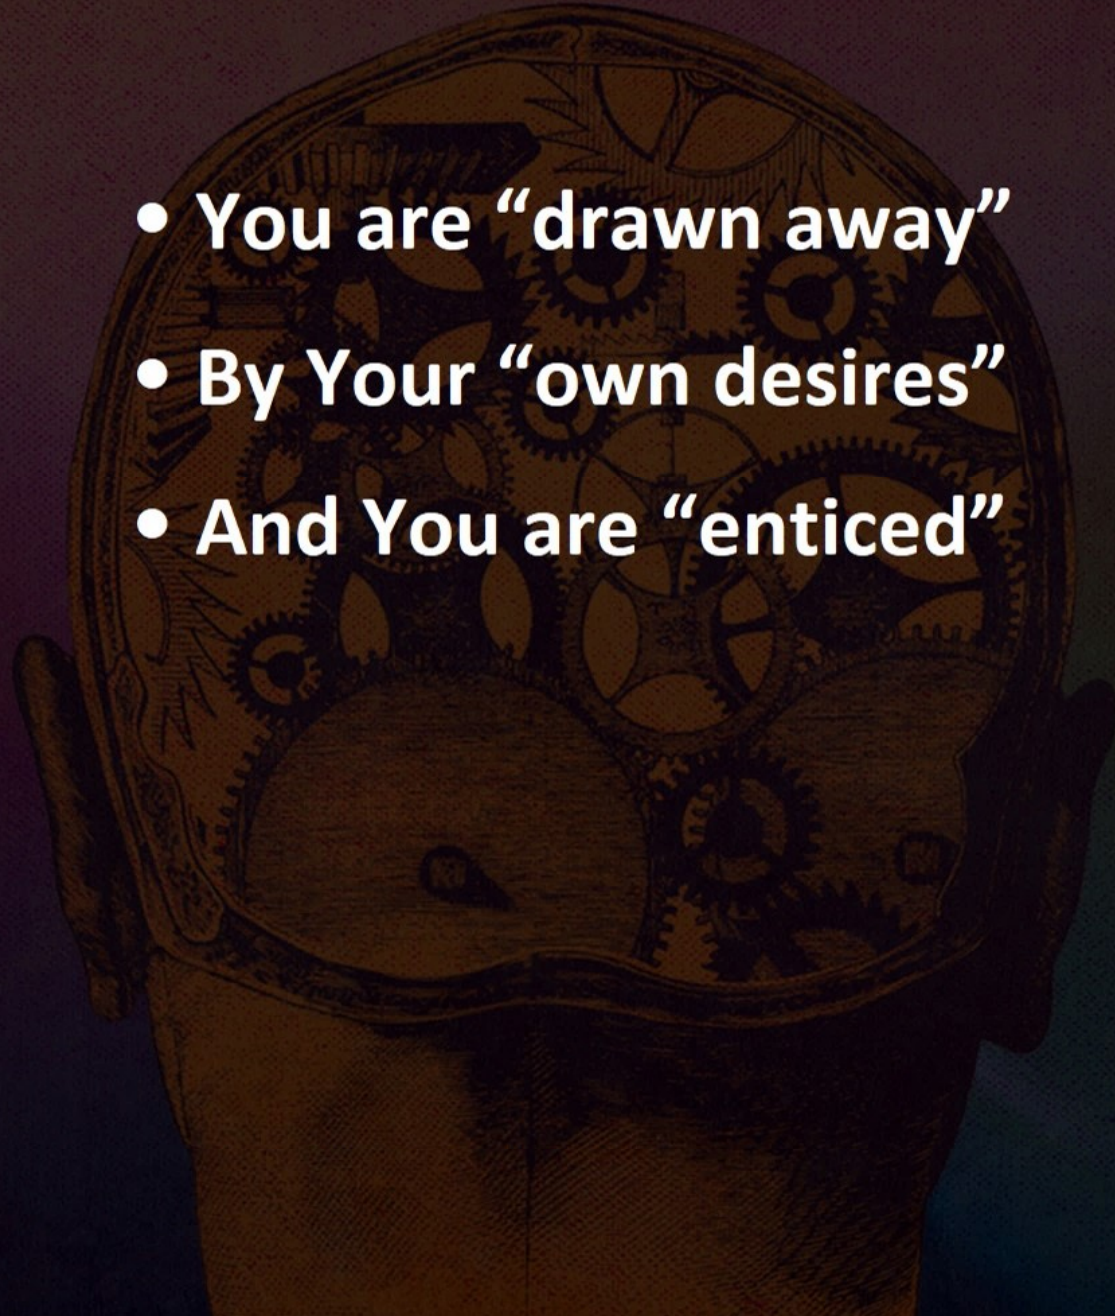 • You are “drawn away”
• By Your “own desires”
• And You are “enticed”